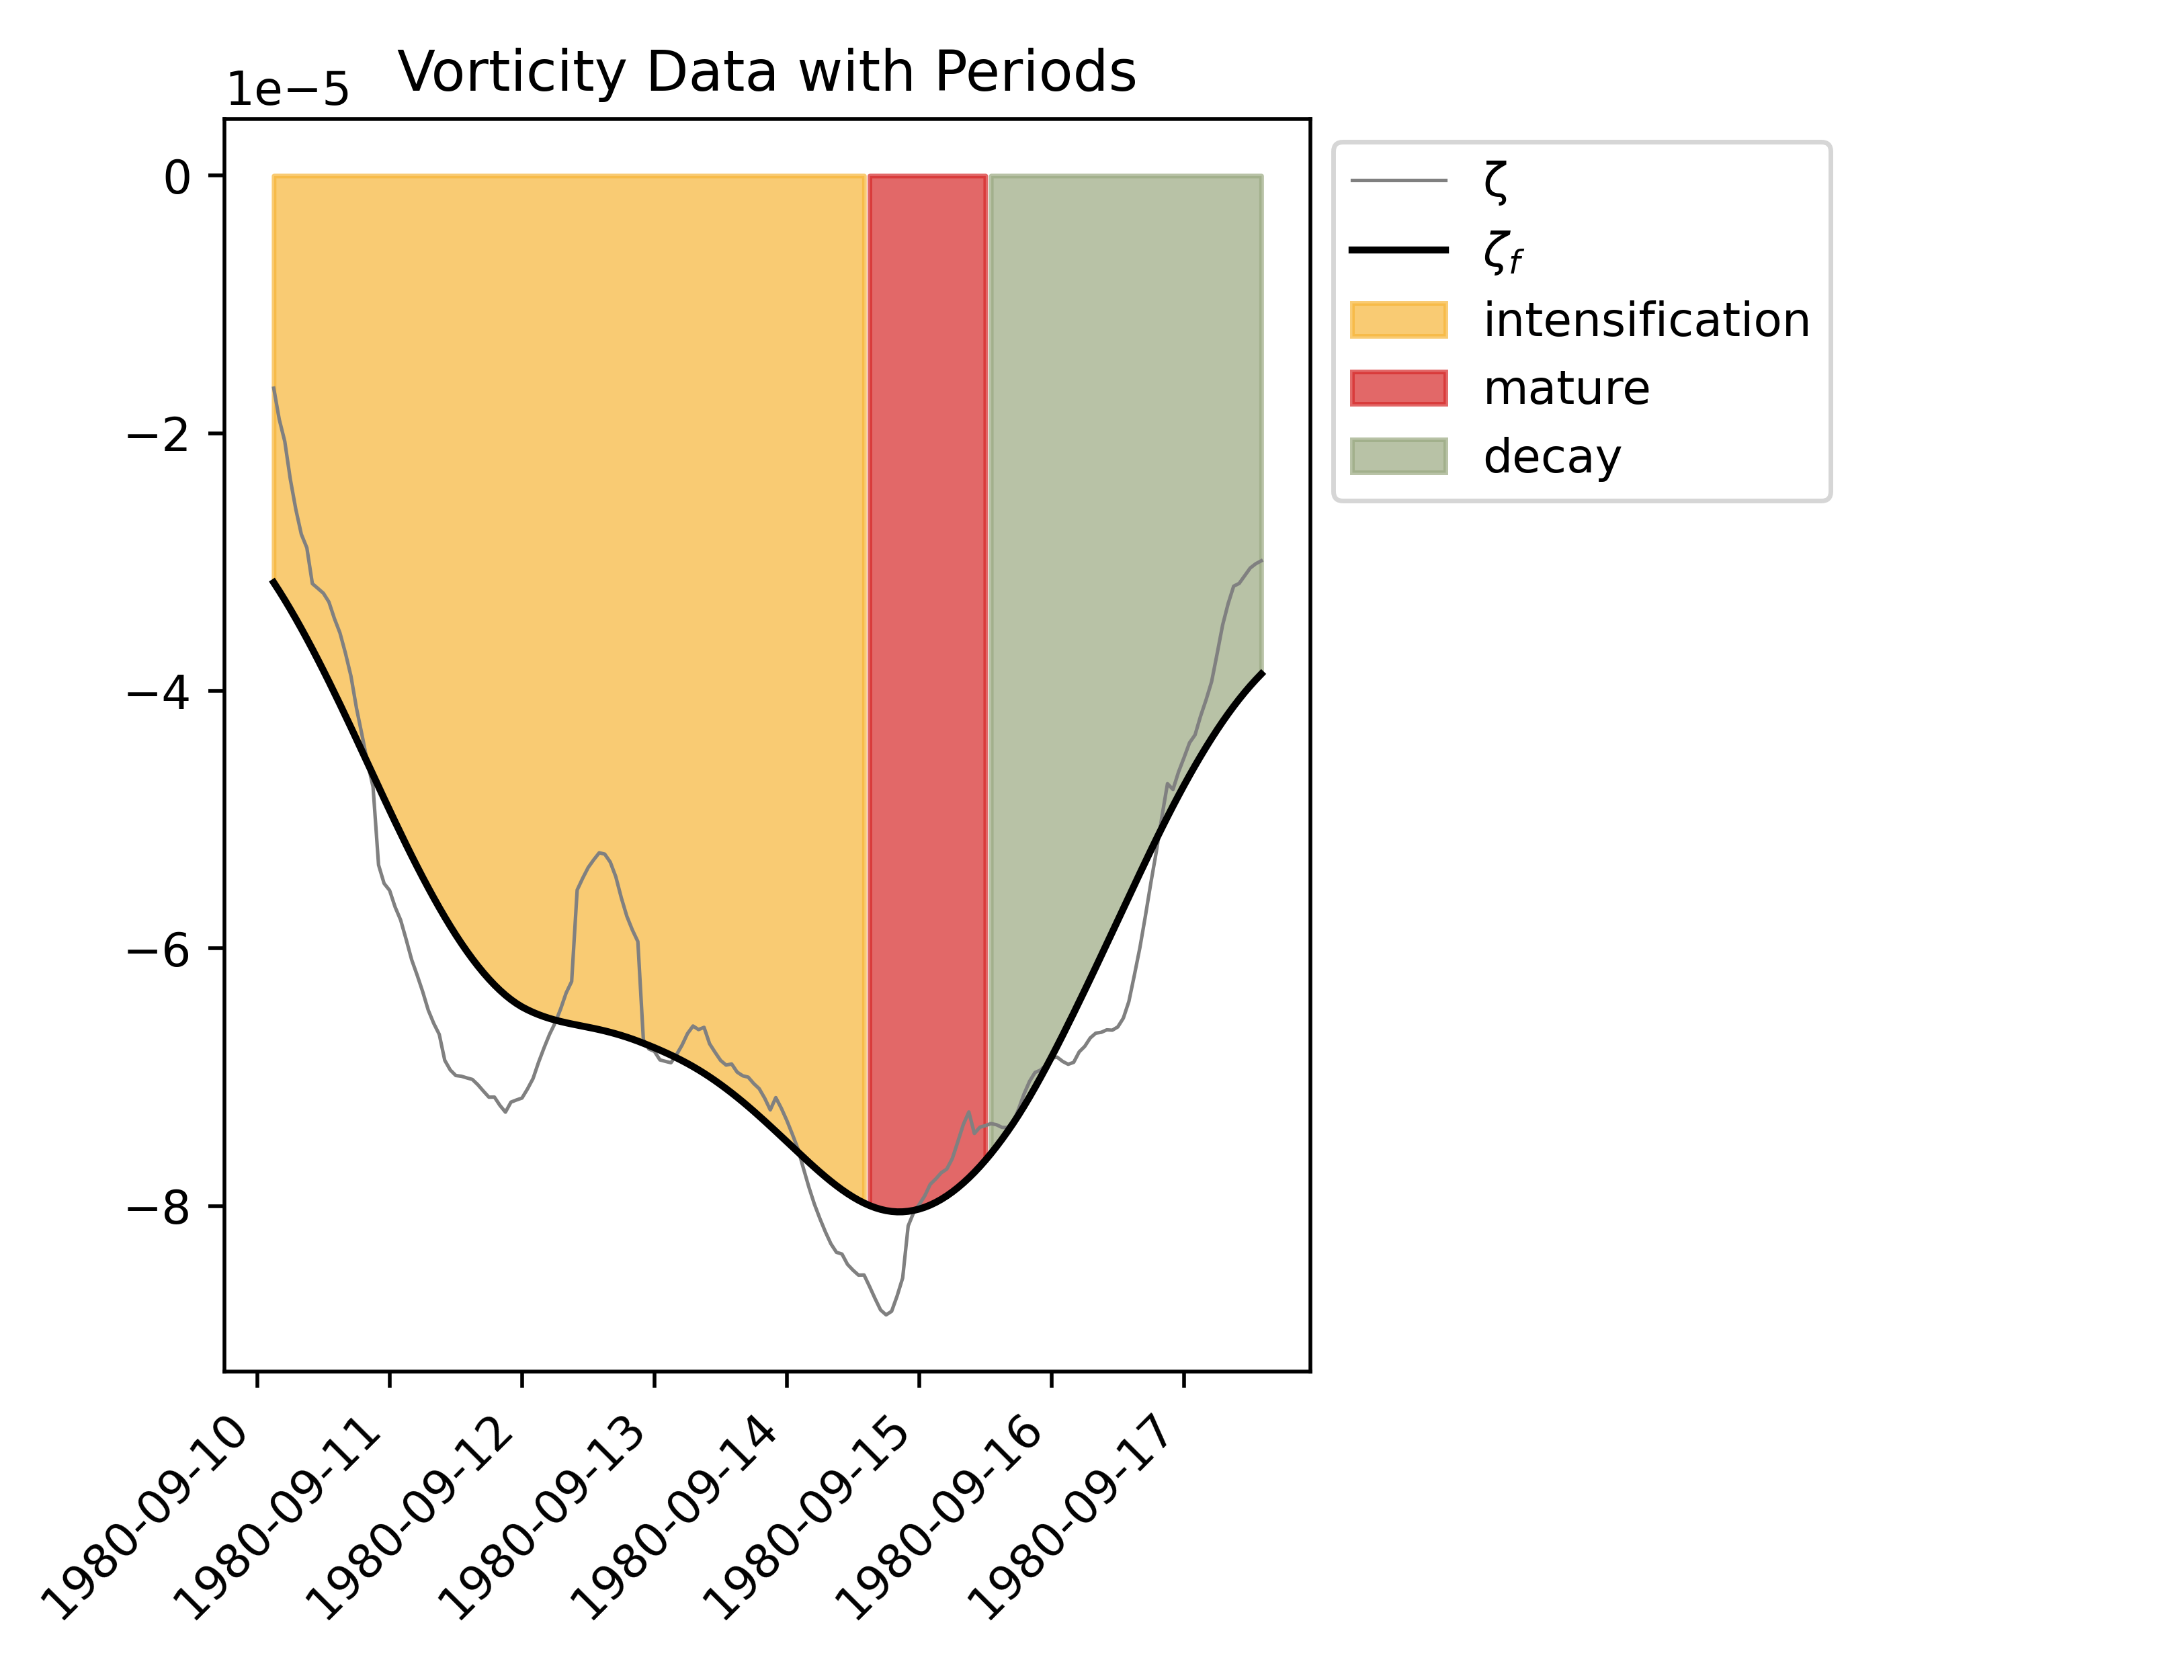 Vorticity Data with Periods
1e−5
0
−2
−4
−6
−8
1980-09-10
1980-09-11
1980-09-12
1980-09-13
1980-09-14
1980-09-15
1980-09-16
1980-09-17
ζ
ζf
intensification
mature
decay